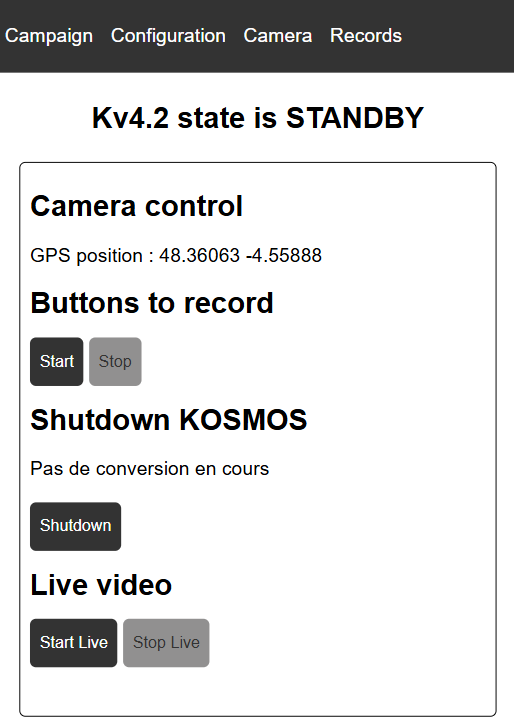 Campaign Configuration Camera Records
Kv4.2 state is STANDBY
Camera control
GPS position : 48.36063 -4.55888
Buttons to record
Start Stop
Shutdown KOSMOS
Pas de conversion en cours
Shutdown
Live video
Start Live Stop Live